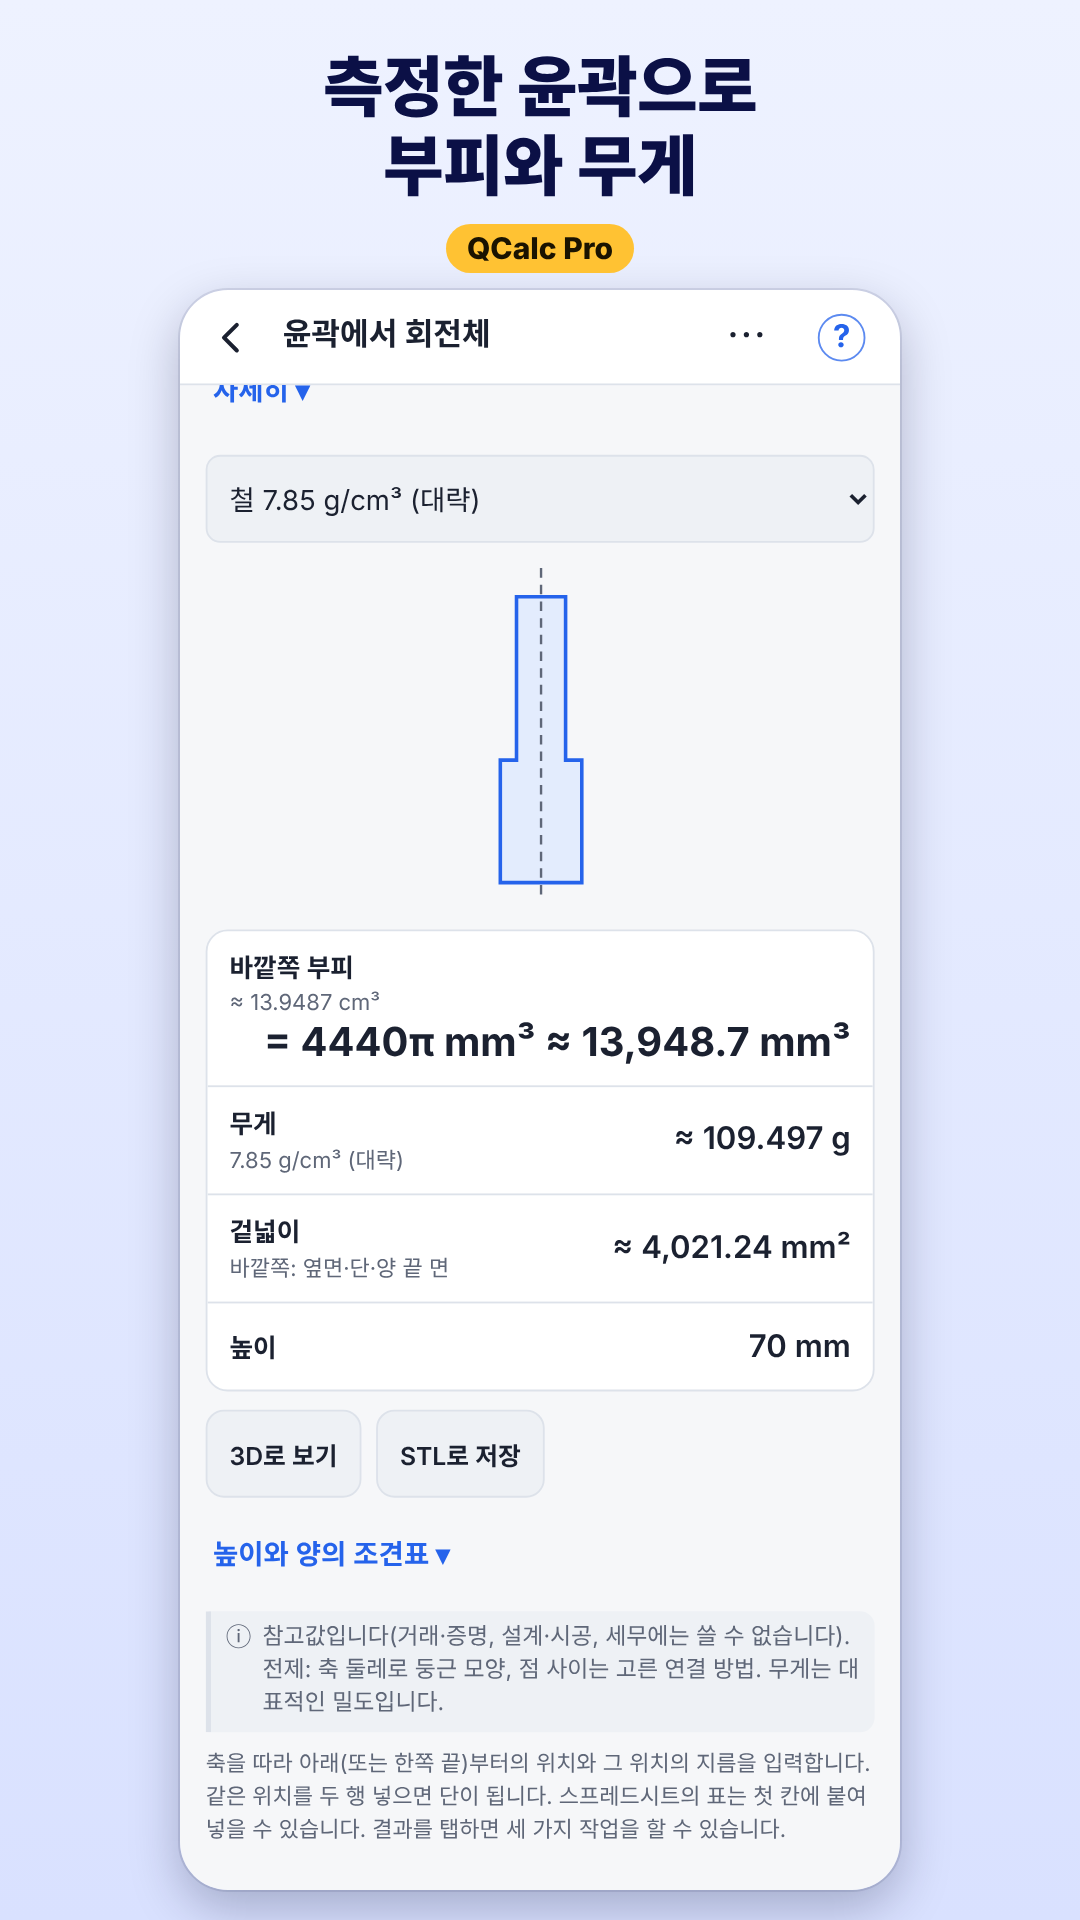 측정한 윤곽으로
부피와 무게
QCalc Pro
윤곽에서 회전체
?
자세히 ▼
철 7.85 g/cm³ (대략)
바깥쪽 부피
≈ 13.9487 cm³
= 4440π mm³ ≈ 13,948.7 mm³
무게
7.85 g/cm³ (대략)
≈ 109.497 g
겉넓이
바깥쪽: 옆면·단·양 끝 면
≈ 4,021.24 mm²
높이
70 mm
3D로 보기
STL로 저장
높이와 양의 조견표 ▼
ⓘ 참고값입니다(거래·증명, 설계·시공, 세무에는 쓸 수 없습니다).
전제: 축 둘레로 둥근 모양, 점 사이는 고른 연결 방법. 무게는 대
표적인 밀도입니다.
축을 따라 아래(또는 한쪽 끝)부터의 위치와 그 위치의 지름을 입력합니다.
같은 위치를 두 행 넣으면 단이 됩니다. 스프레드시트의 표는 첫 칸에 붙여
넣을 수 있습니다. 결과를 탭하면 세 가지 작업을 할 수 있습니다.